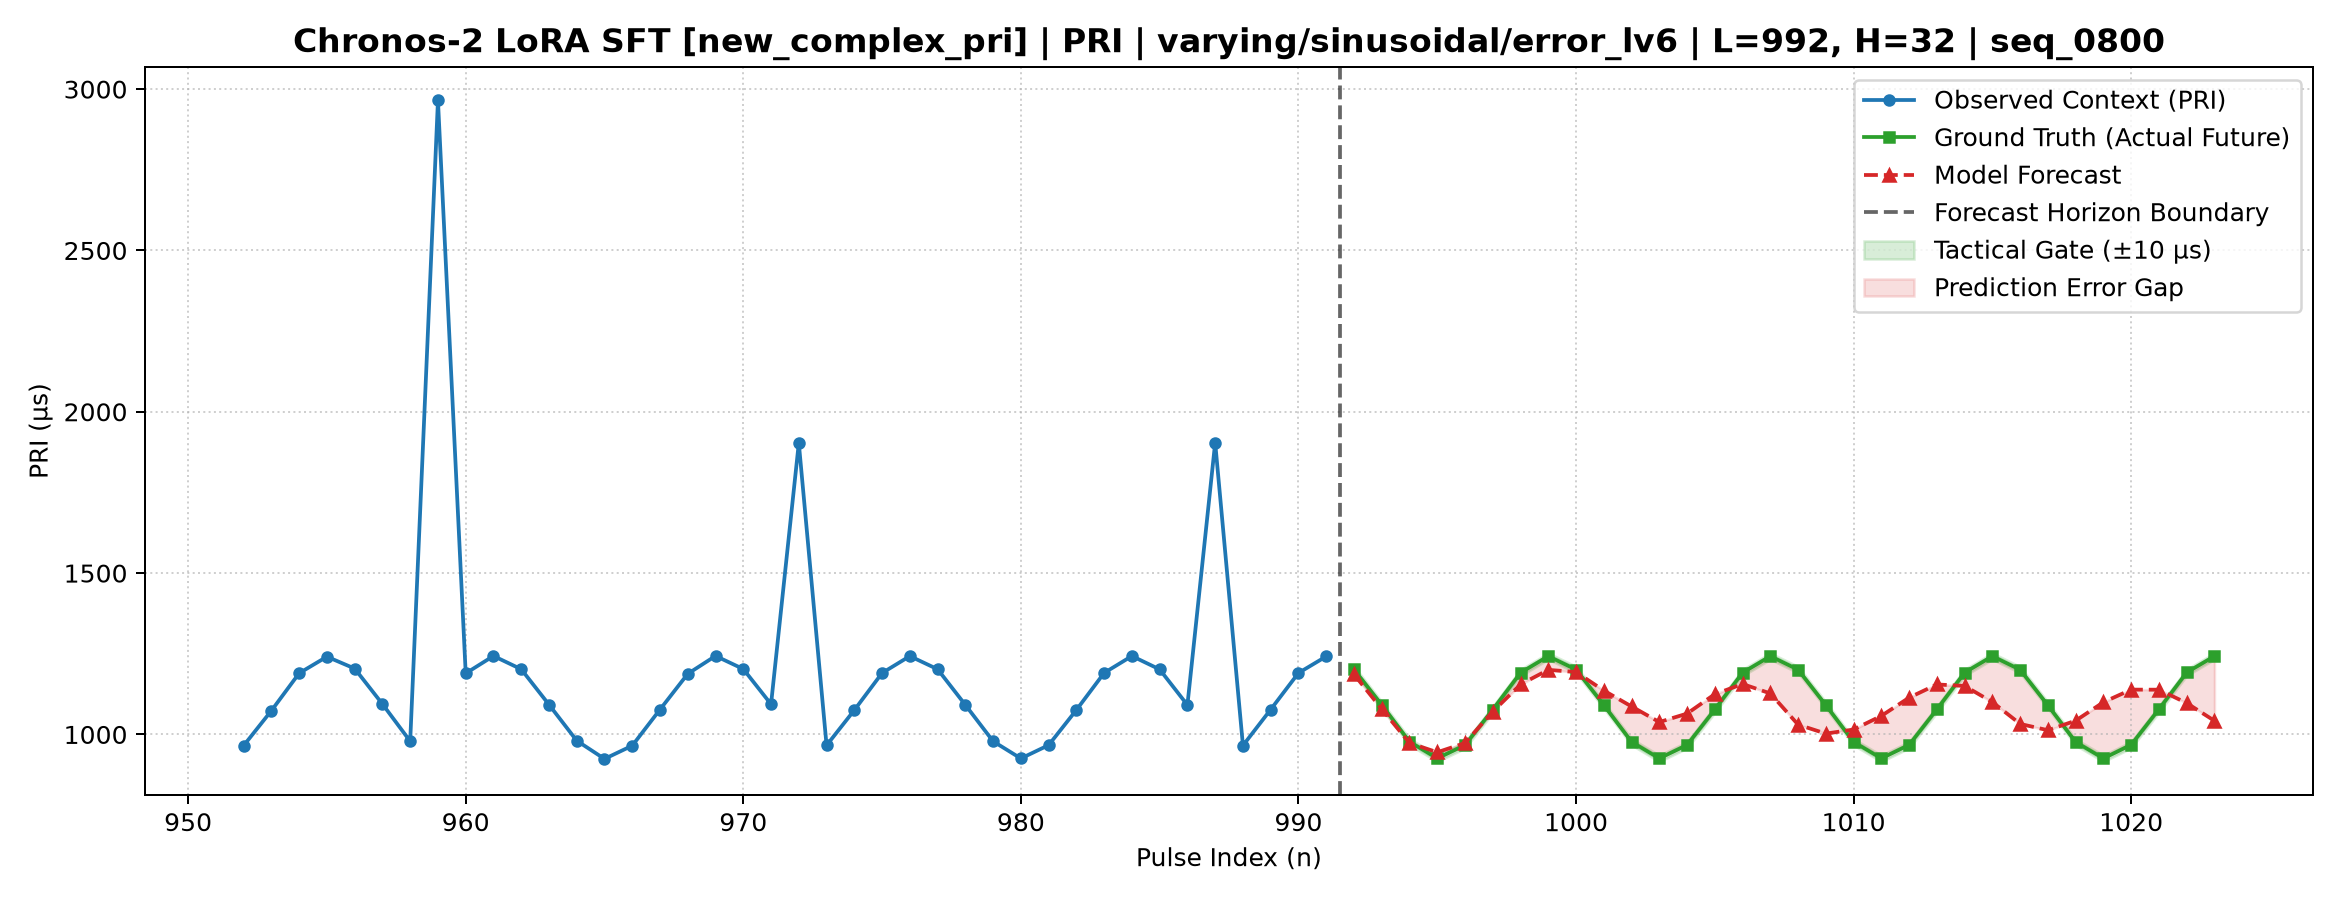 Chronos-2 LoRA SFT [new_complex_pri] | PRI | varying/sinusoidal/error_lv6 | L=992, H=32 | seq_0800
Observed Context (PRI)
Ground Truth (Actual Future)
Model Forecast
Forecast Horizon Boundary
Tactical Gate (±10 µs)
Prediction Error Gap
PRI (µs)
3000
2500
2000
1500
1000
950 960 970 980 990 1000 1010 1020
Pulse Index (n)